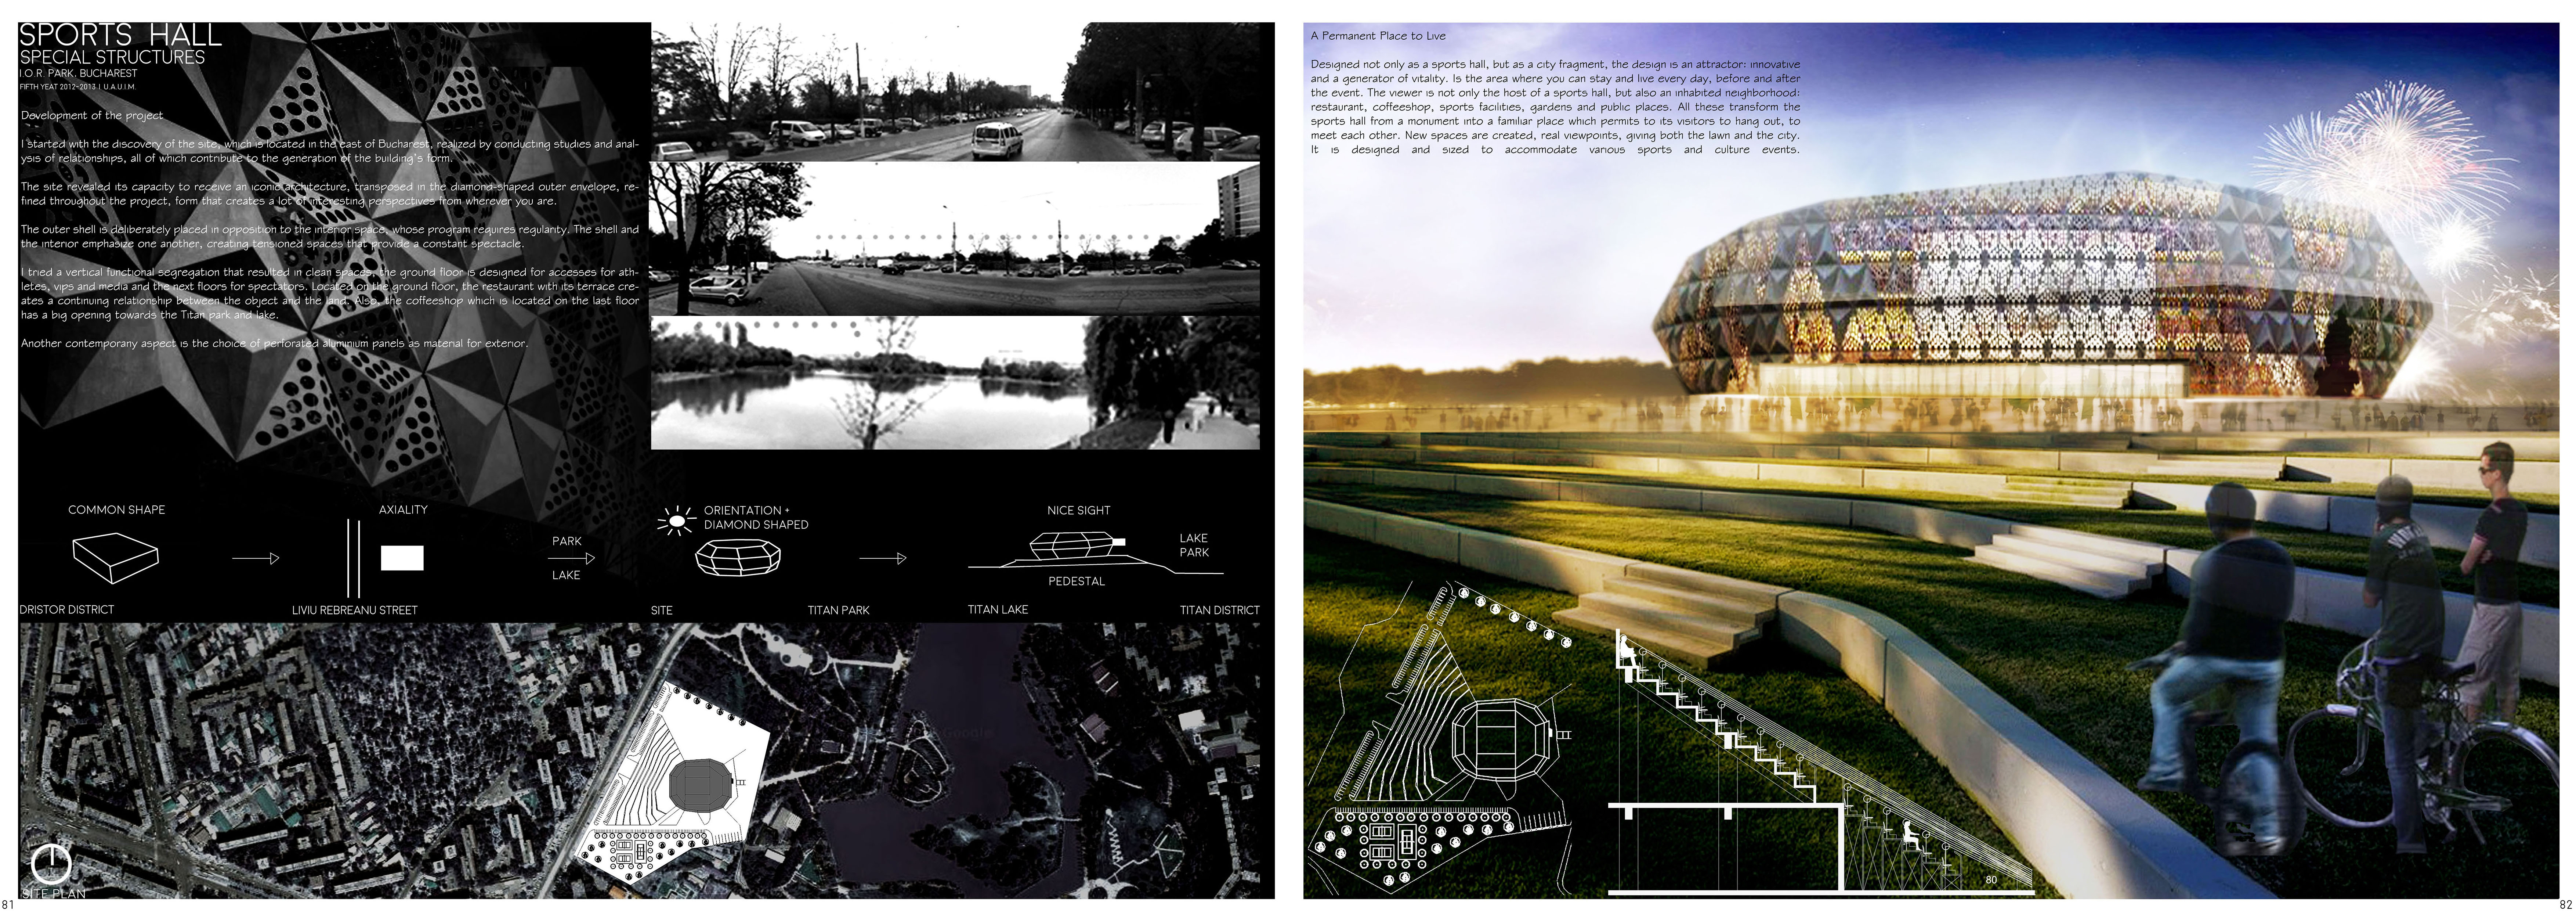 SPORTS HALL
SPECIAL STRUCTURES
I.O.R. PARK, BUCHAREST
FIFTH YEAT 2012-2013 | U.A.U.I.M.
Development of the project
I started with the discovery of the site, which is located in the east of Bucharest, realized by conducting studies and anal-
ysis of relationships, all of which contribute to the generation of the building's form.
The site revealed its capacity to receive an iconic architecture, transposed in the diamond-shaped outer envelope, re-
fined throughout the project, form that creates a lot of interesting perspectives from wherever you are.
The outer shell is deliberately placed in opposition to the interior space, whose program requires regularity. The shell and
the interior emphasize one another, creating tensioned spaces that provide a constant spectacle.
I tried a vertical functional segregation that resulted in clean spaces, the ground floor is designed for accesses for ath-
letes, vips and media and the next floors for spectators. Located on the ground floor, the restaurant with its terrace cre-
ates a continuing relationship between the object and the land. Also, the coffeeshop which is located on the last floor
has a big opening towards the Titan park and lake.
Another contemporany aspect is the choice of perforated aluminium panels as material for exterior.
COMMON SHAPE
AXIALITY
PARK
LAKE
ORIENTATION +
DIAMOND SHAPED
NICE SIGHT
LAKE
PARK
PEDESTAL
DRISTOR DISTRICT
LIVIU REBREANU STREET
SITE
TITAN PARK
TITAN LAKE
TITAN DISTRICT
Google
SITE PLAN
81
A Permanent Place to Live
Designed not only as a sports hall, but as a city fragment, the design is an attractor: innovative
and a generator of vitality. Is the area where you can stay and live every day, before and after
the event. The viewer is not only the host of a sports hall, but also an inhabited neighborhood:
restaurant, coffeeshop, sports facilities, gardens and public places. All these transform the
sports hall from a monument into a familiar place which permits to its visitors to hang out, to
meet each other. New spaces are created, real viewpoints, giving both the lawn and the city.
It is designed and sized to accommodate various sports and culture events.
80
82